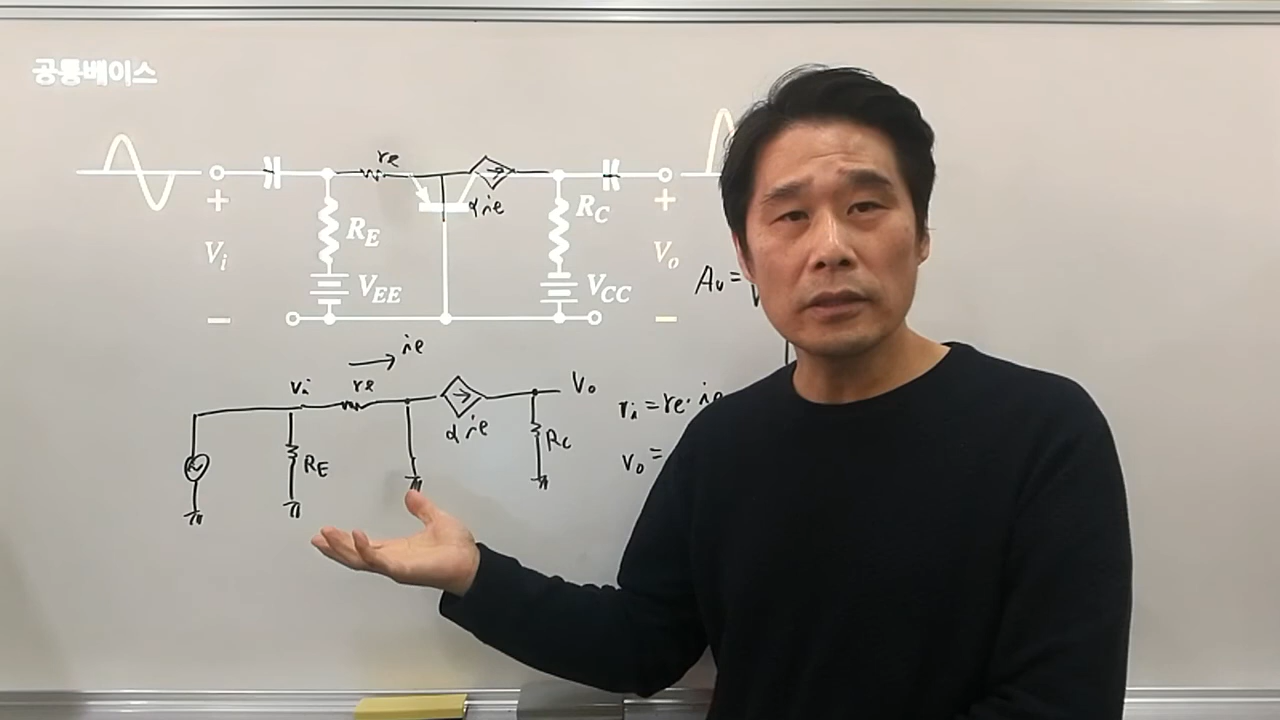 공통베이스
re
+ Vi −
RE
VEE
αie
RC
VCC
+ Vo −
Av =
ie
vi re
αie
Vo
RE
RC
vi = re · ie
vo =